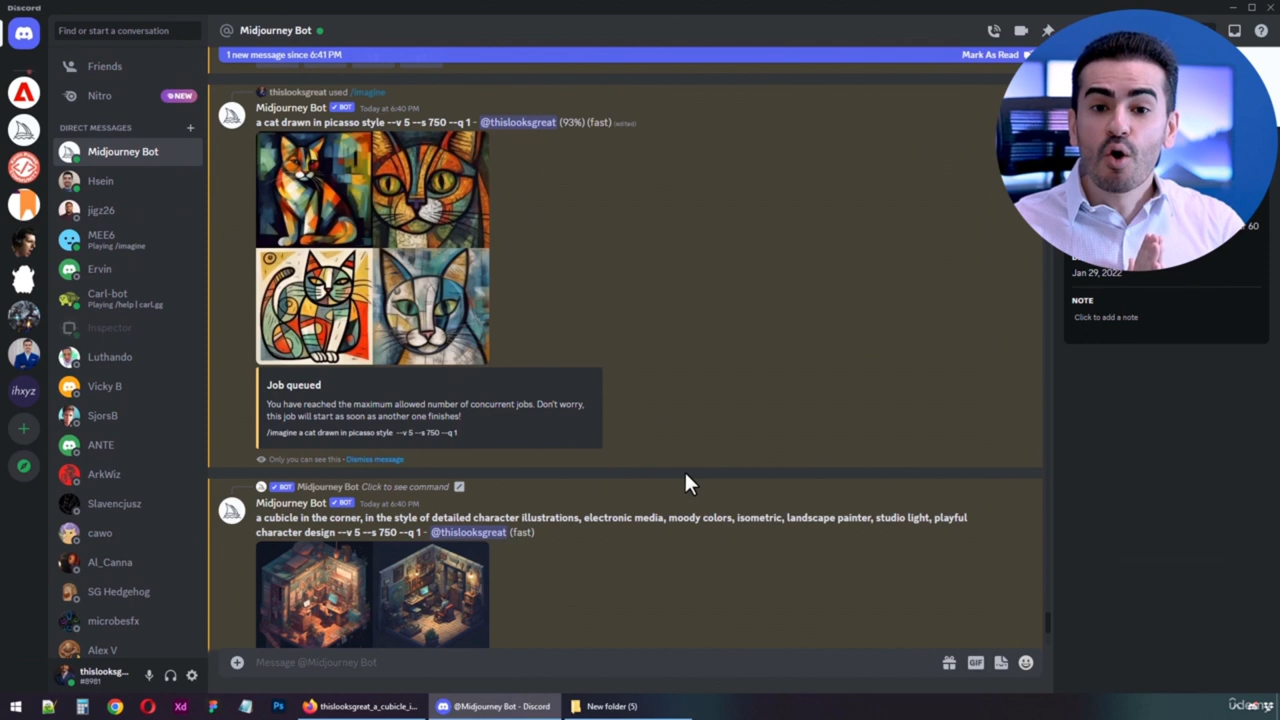 Discord
Find or start a conversation
Midjourney Bot
1 new message since 6:41 PM
Mark As Read
Friends
Nitro
NEW
DIRECT MESSAGES
Midjourney Bot
Hsein
jigz26
MEE6
Playing /imagine
Ervin
Carl-bot
Playing /help | carl.gg
Inspector
Luthando
Vicky B
SjorsB
ANTE
ArkWiz
Slavencjusz
cawo
AI_Canna
SG Hedgehog
microbesfx
Alex V
ihxyz
thislooksg...
#8981
thislooksgreat used /imagine
Midjourney Bot BOT Today at 6:40 PM
a cat drawn in picasso style --v 5 --s 750 --q 1 - @thislooksgreat (93%) (fast) (edited)
Job queued
You have reached the maximum allowed number of concurrent jobs. Don't worry,
this job will start as soon as another one finishes!
/imagine a cat drawn in picasso style --v 5 --s 750 --q 1
Only you can see this • Dismiss message
BOT Midjourney Bot Click to see command
Midjourney Bot BOT Today at 6:40 PM
a cubicle in the corner, in the style of detailed character illustrations, electronic media, moody colors, isometric, landscape painter, studio light, playful
character design --v 5 --s 750 --q 1 - @thislooksgreat (fast)
Message @Midjourney Bot
GIF
60
Jan 29, 2022
NOTE
Click to add a note
Xd
Ps
thislooksgreat_a_cubicle_i...
@Midjourney Bot - Discord
New folder (5)